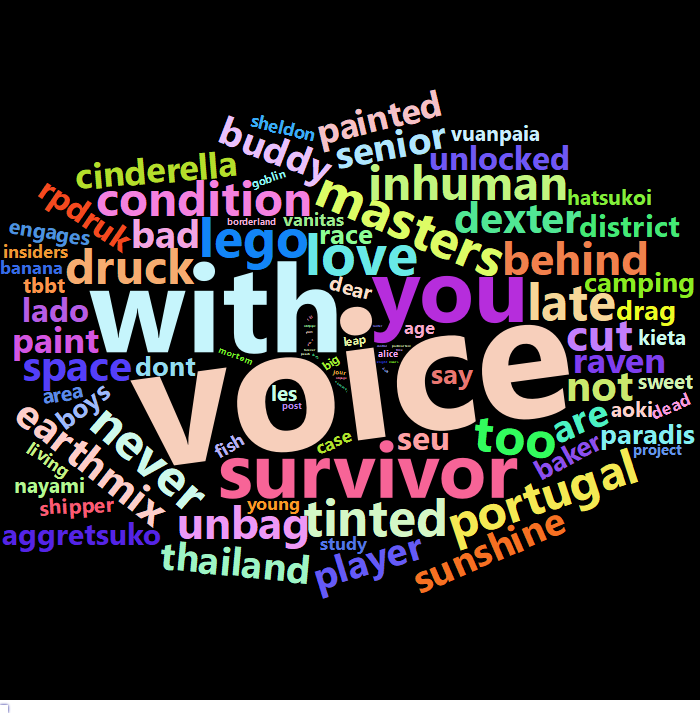 painted
sheldon
buddy
senior
vuanpaia
cinderella
goblin
unlocked
rpdruk
condition
masters
inhuman
hatsukoi
engages
bad
lego
borderland
vanitas
race
love
dexter
district
insiders
banana
druck
with
dear
you
behind
camping
tbbt
lado
late
drag
paint
mortem
big
leap
age
alice
cut
kieta
space
dont
voice
say
raven
area
boys
les
post
not
sweet
aoki
dead
earthmix
never
fish
case
seu
too
are
paradis
baker
project
living
nayami
survivor
shipper
young
portugal
aggretsuko
unbag
tinted
study
thailand
player
sunshine
jour